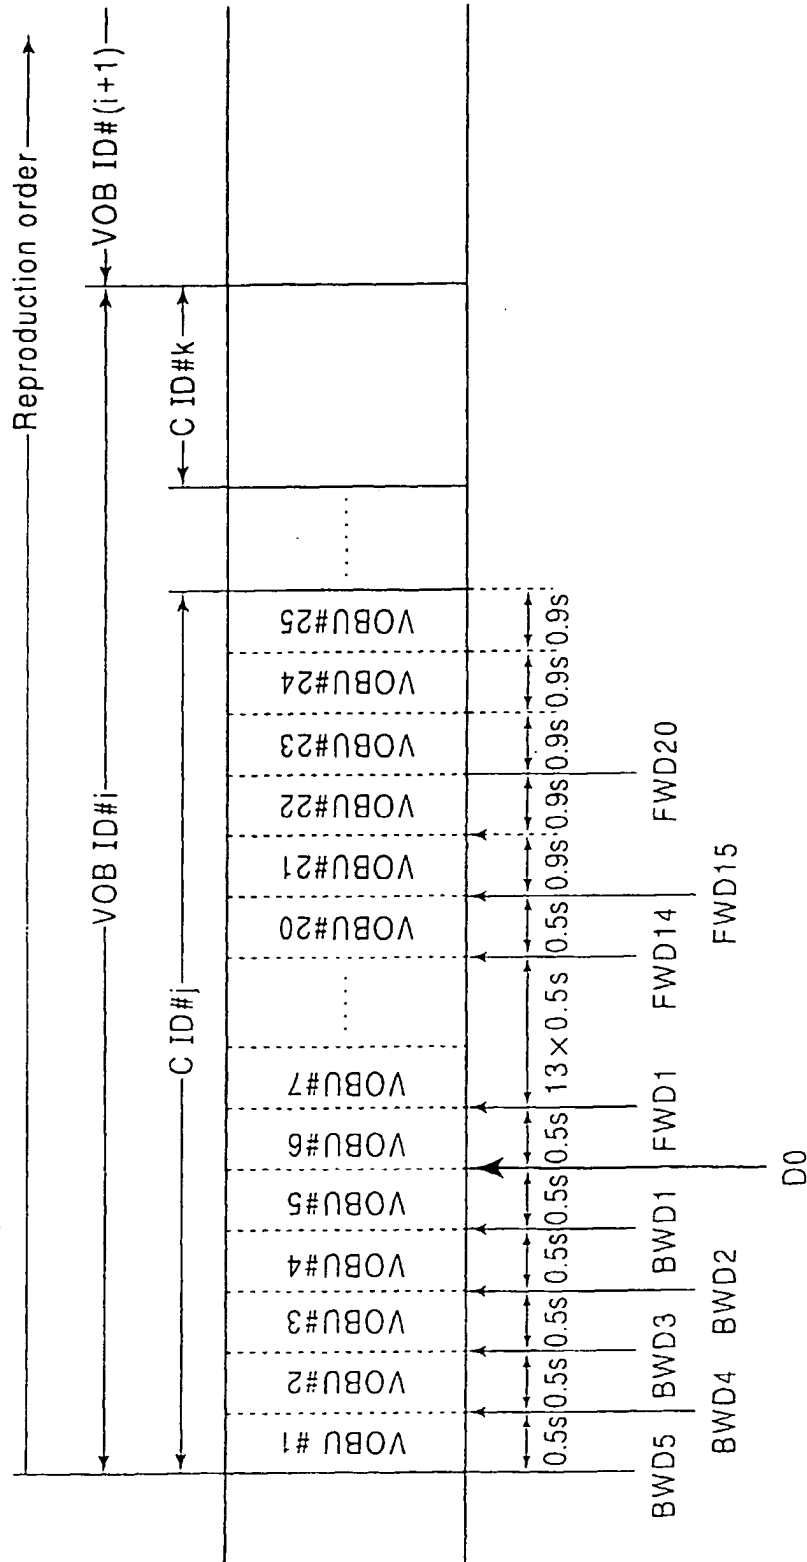 Reproduction order
VOB ID#i
VOB ID#(i+1)
C ID#j
C ID#k
VOBU #1
VOBU#2
VOBU#3
VOBU#4
VOBU#5
VOBU#6
VOBU#7
........
VOBU#20
VOBU#21
VOBU#22
VOBU#23
VOBU#24
VOBU#25
........
0.5s
0.5s
0.5s
0.5s
0.5s
0.5s
13×0.5s
0.5s
0.9s
0.9s
0.9s
0.9s
0.9s
BWD5
BWD4
BWD3
BWD2
BWD1
D0
FWD1
FWD14
FWD15
FWD20